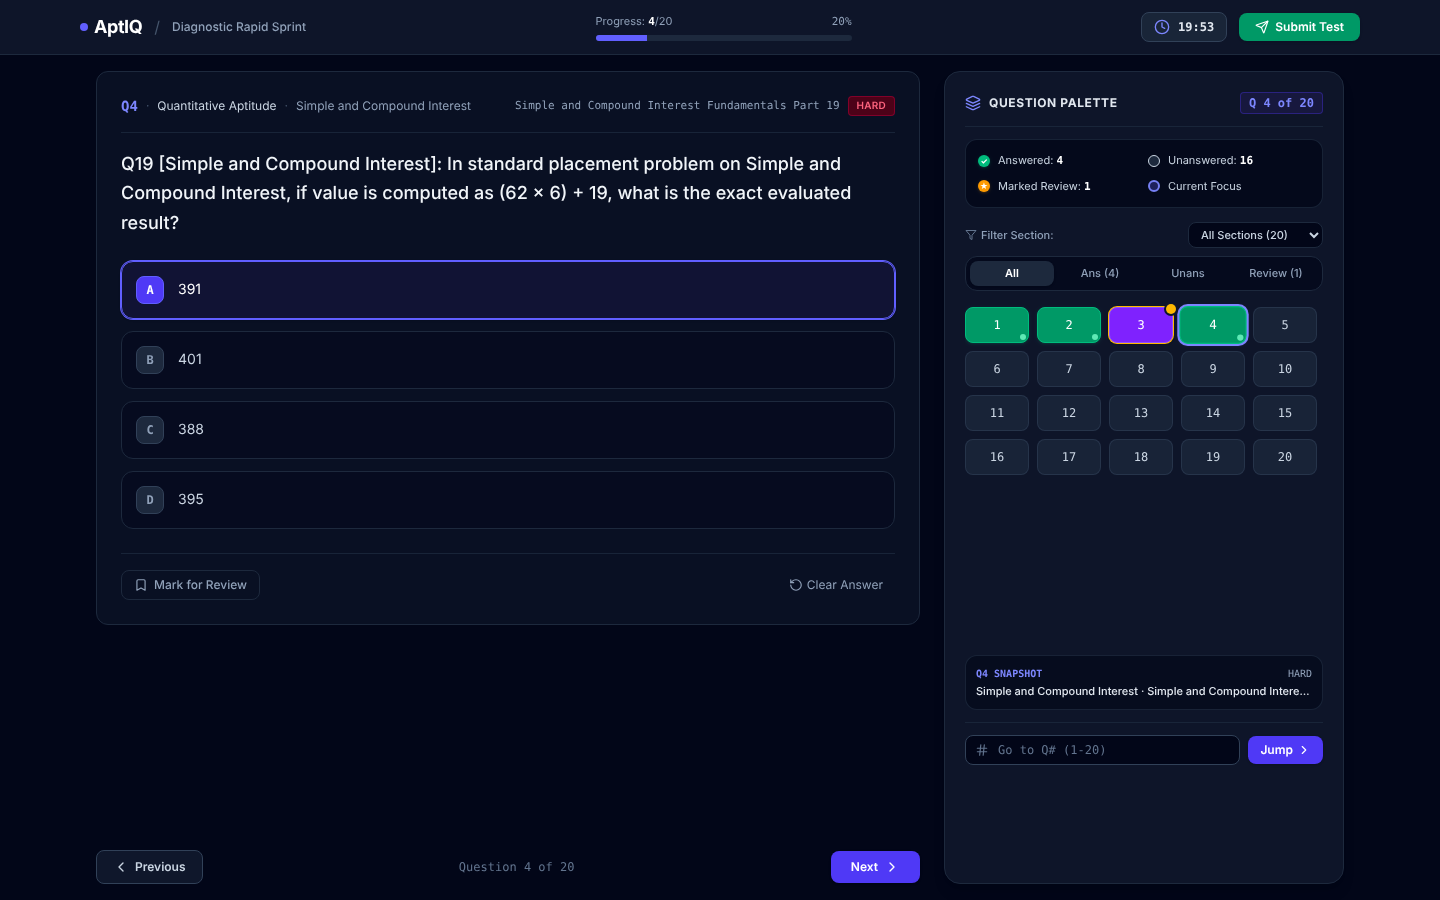 AptIQ / Diagnostic Rapid Sprint
Progress: 4/20 20%
19:53
Submit Test
Q4 · Quantitative Aptitude · Simple and Compound Interest
Simple and Compound Interest Fundamentals Part 19 HARD
Q19 [Simple and Compound Interest]: In standard placement problem on Simple and
Compound Interest, if value is computed as (62 × 6) + 19, what is the exact evaluated
result?
A 391
B 401
C 388
D 395
Mark for Review
Clear Answer
Previous
Question 4 of 20
Next
QUESTION PALETTE
Q 4 of 20
Answered: 4
Unanswered: 16
Marked Review: 1
Current Focus
Filter Section:
All Sections (20)
All Ans (4) Unans Review (1)
1 2 3 4 5
6 7 8 9 10
11 12 13 14 15
16 17 18 19 20
Q4 SNAPSHOT HARD
Simple and Compound Interest · Simple and Compound Intere...
Go to Q# (1-20)
Jump